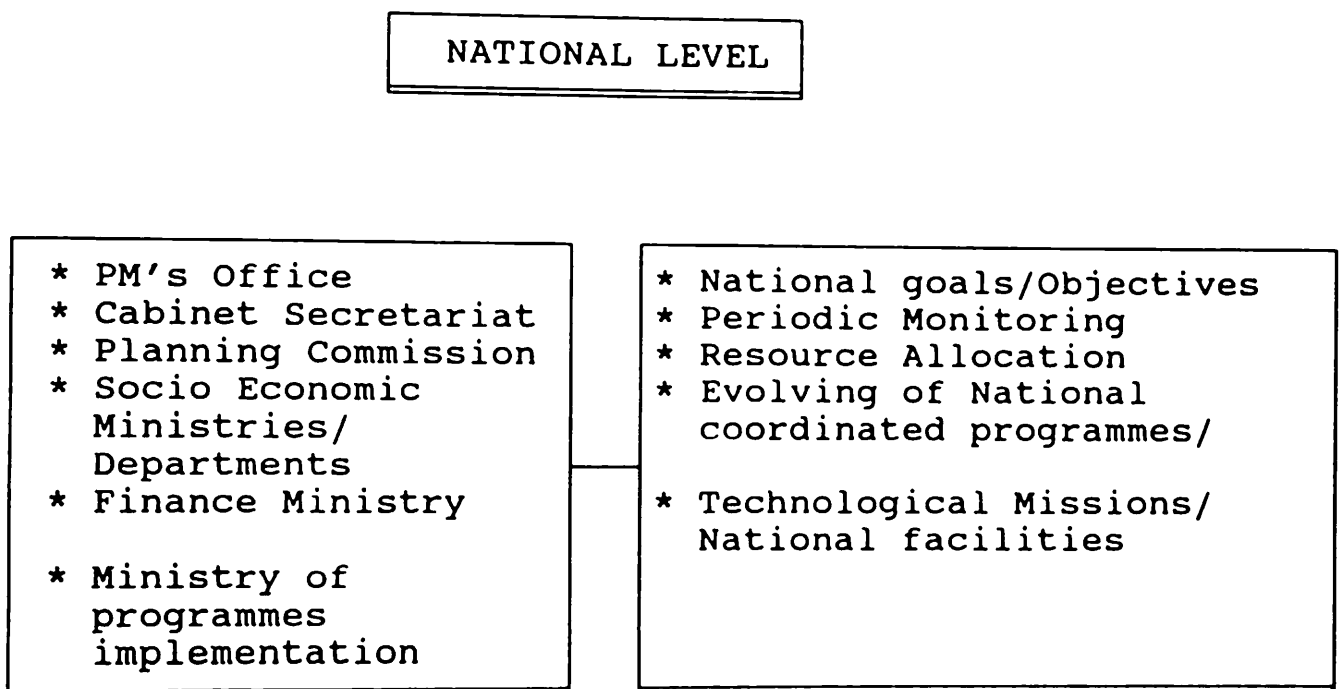 NATIONAL LEVEL
* PM's Office
* Cabinet Secretariat
* Planning Commission
* Socio Economic
Ministries/
Departments
* Finance Ministry
* Ministry of
programmes
implementation
* National goals/Objectives
* Periodic Monitoring
* Resource Allocation
* Evolving of National
coordinated programmes/
* Technological Missions/
National facilities